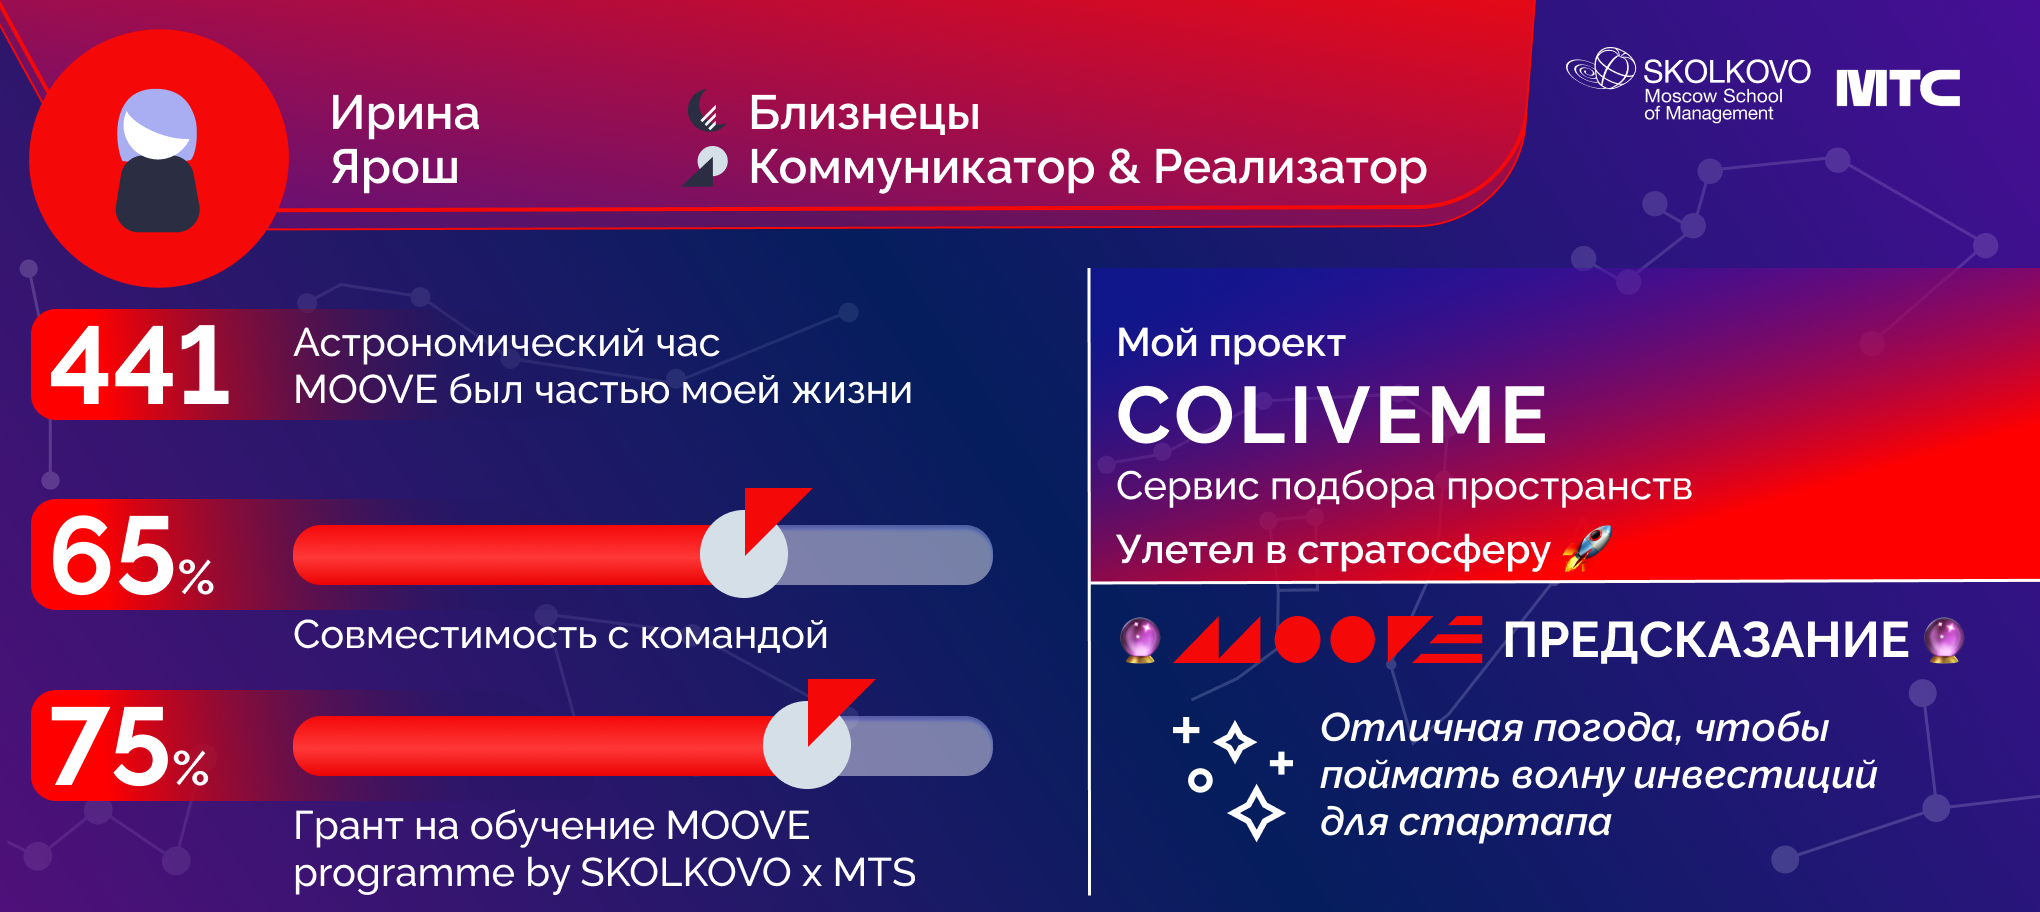 Ирина
Ярош
Близнецы
Коммуникатор & Реализатор
SKOLKOVO
Moscow School
of Management
МТС
441
Астрономический час
MOOVE был частью моей жизни
65%
Совместимость с командой
75%
Грант на обучение MOOVE
programme by SKOLKOVO x MTS
Мой проект
COLIVEME
Сервис подбора пространств
Улетел в стратосферу 🚀
🔮 MOOVE ПРЕДСКАЗАНИЕ 🔮
Отличная погода, чтобы
поймать волну инвестиций
для стартапа